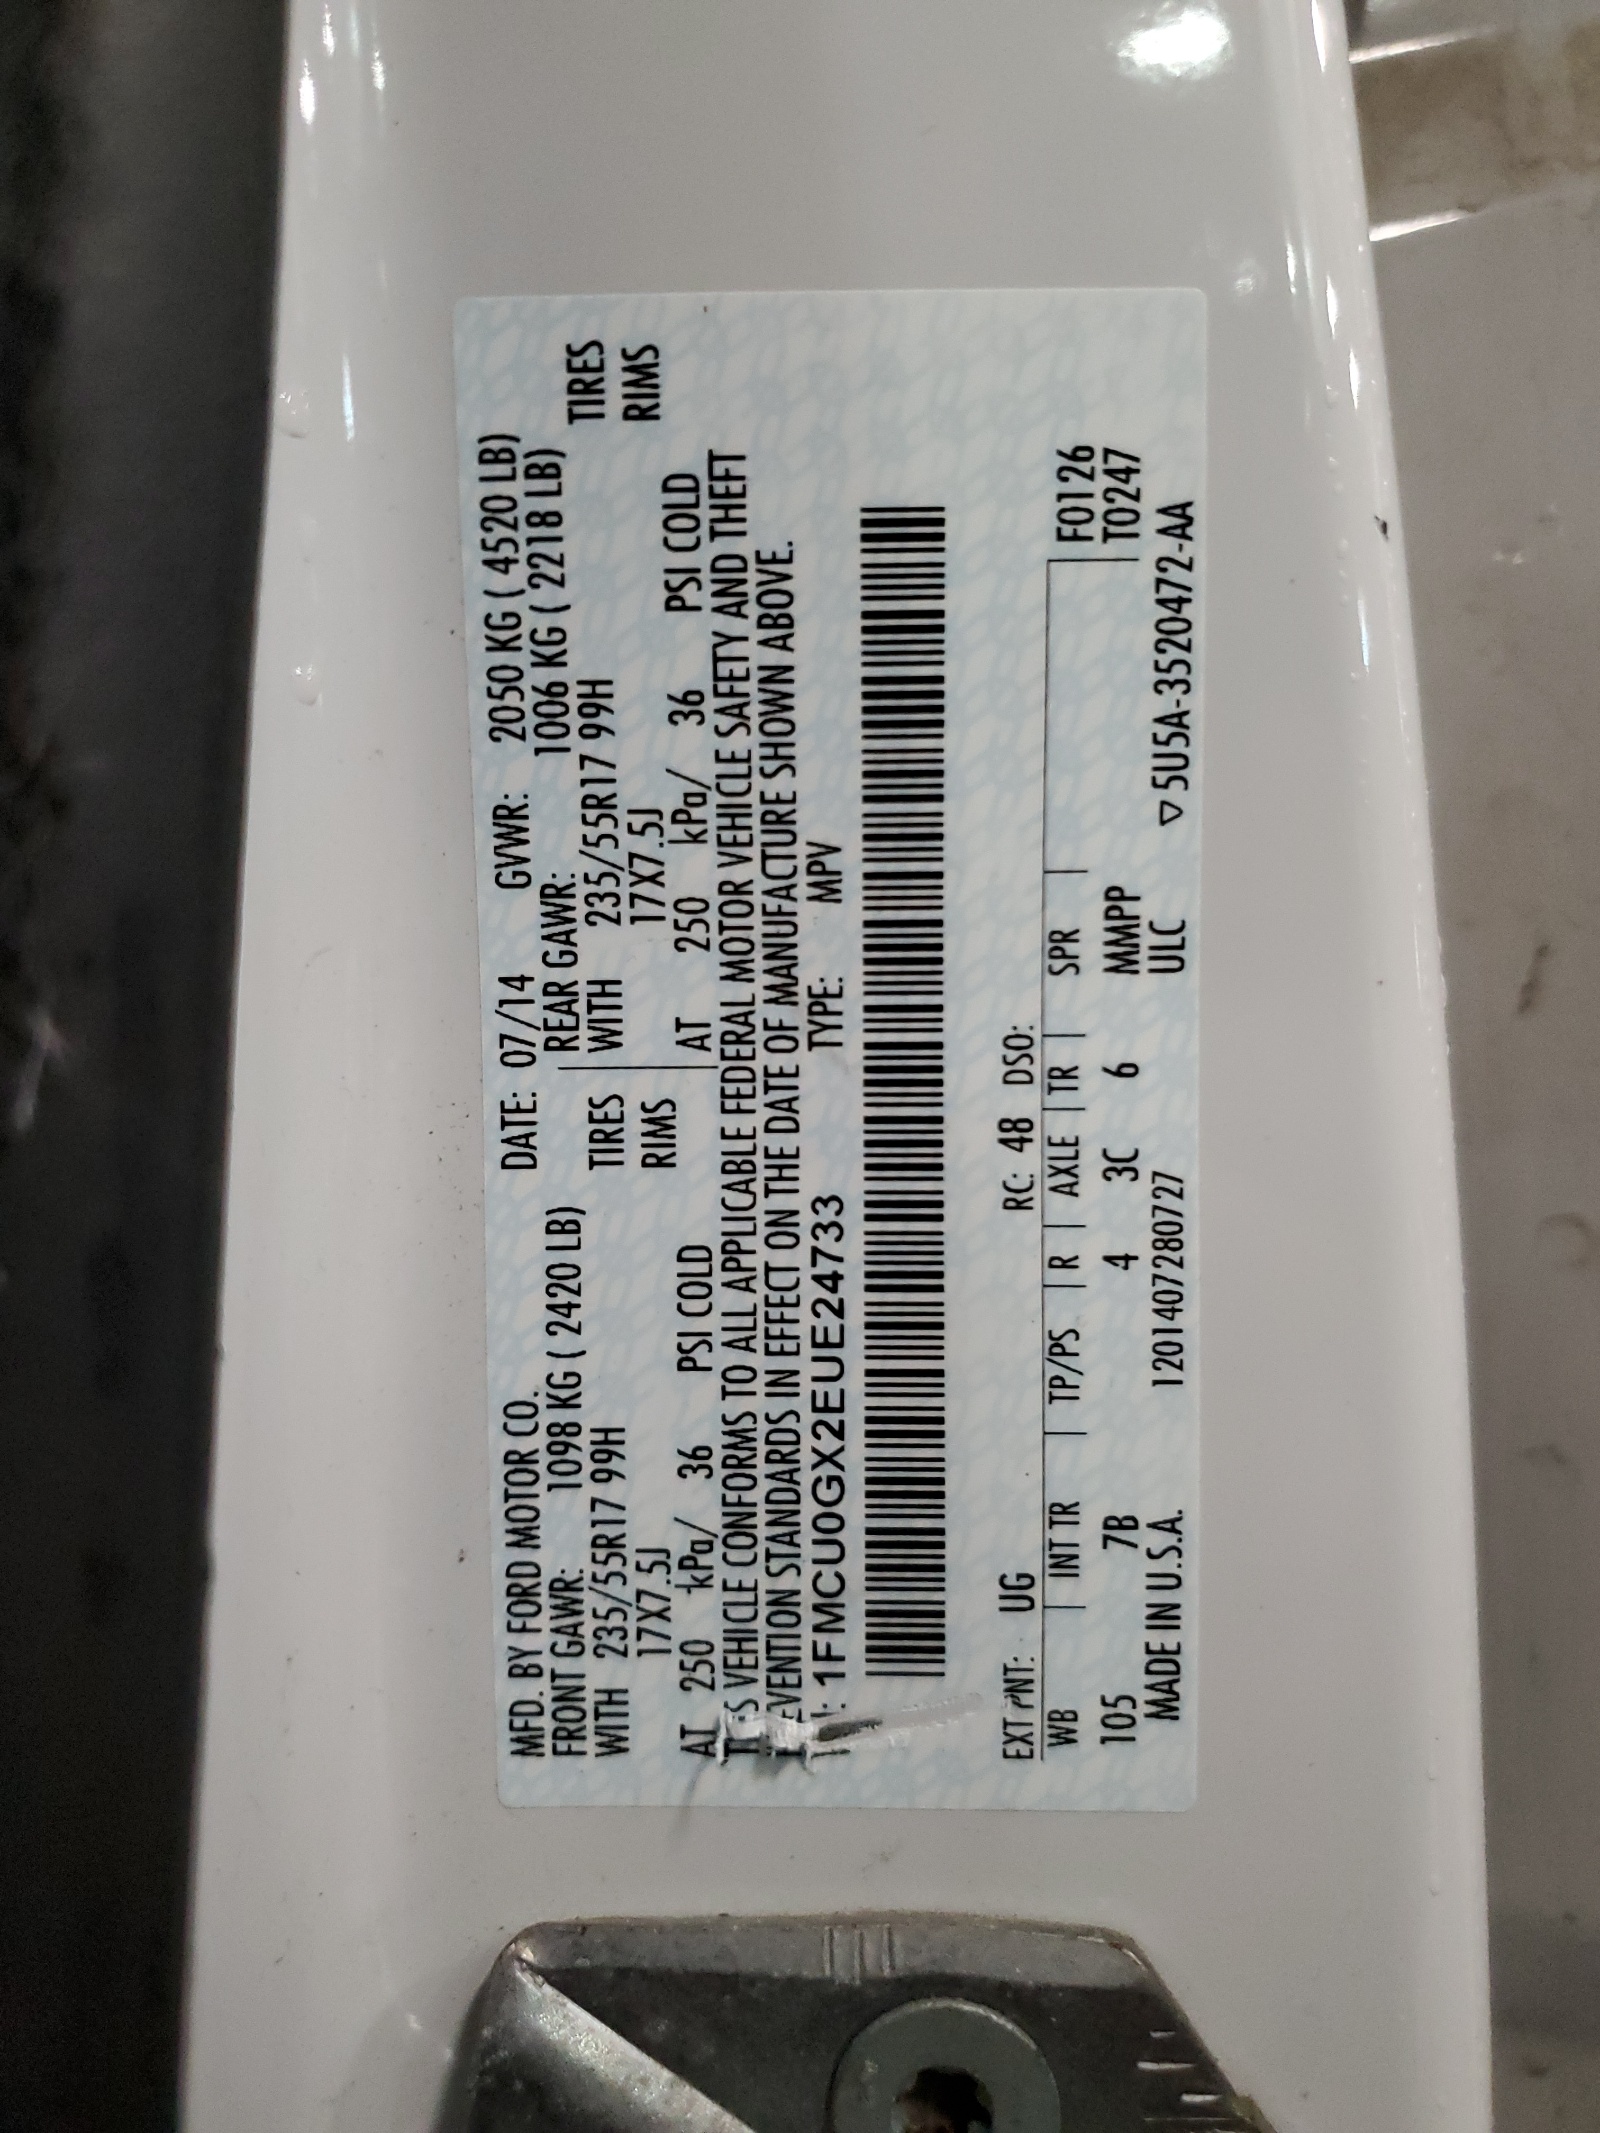 MFD. BY FORD MOTOR CO. DATE: 07/14 GVWR: 2050 KG ( 4520 LB)
FRONT GAWR: 1098 KG ( 2420 LB) REAR GAWR: 1006 KG ( 2218 LB)
WITH 235/55R17 99H TIRES WITH 235/55R17 99H TIRES
17X7.5J RIMS 17X7.5J RIMS
AT 250 kPa/ 36 PSI COLD AT 250 kPa/ 36 PSI COLD
VEHICLE CONFORMS TO ALL APPLICABLE FEDERAL MOTOR VEHICLE SAFETY AND THEFT
STANDARDS IN EFFECT ON THE DATE OF MANUFACTURE SHOWN ABOVE.
1FMCU0GX2EUE24733 TYPE: MPV
EXT PNT: UG RC: 48 DSO:
WB INT TR TP/PS R AXLE TR SPR F0126
105 7B 4 3C 6 MMPP T0247
MADE IN U.S.A. 120140728072​7 ULC ▽5U5A-3520472-AA